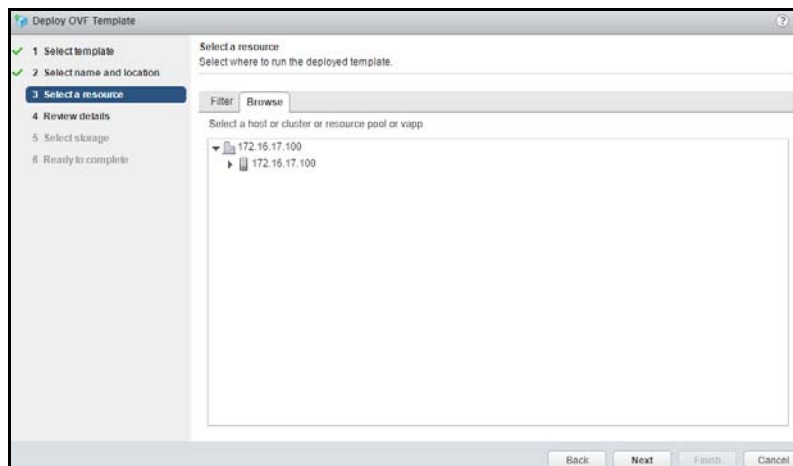 Deploy OVF Template
?
1 Select template
2 Select name and location
3 Select a resource
4 Review details
5 Select storage
6 Ready to complete
Select a resource
Select where to run the deployed template.
Filter Browse
Select a host or cluster or resource pool or vapp
172.16.17.100
172.16.17.100
Back Next Finish Cancel